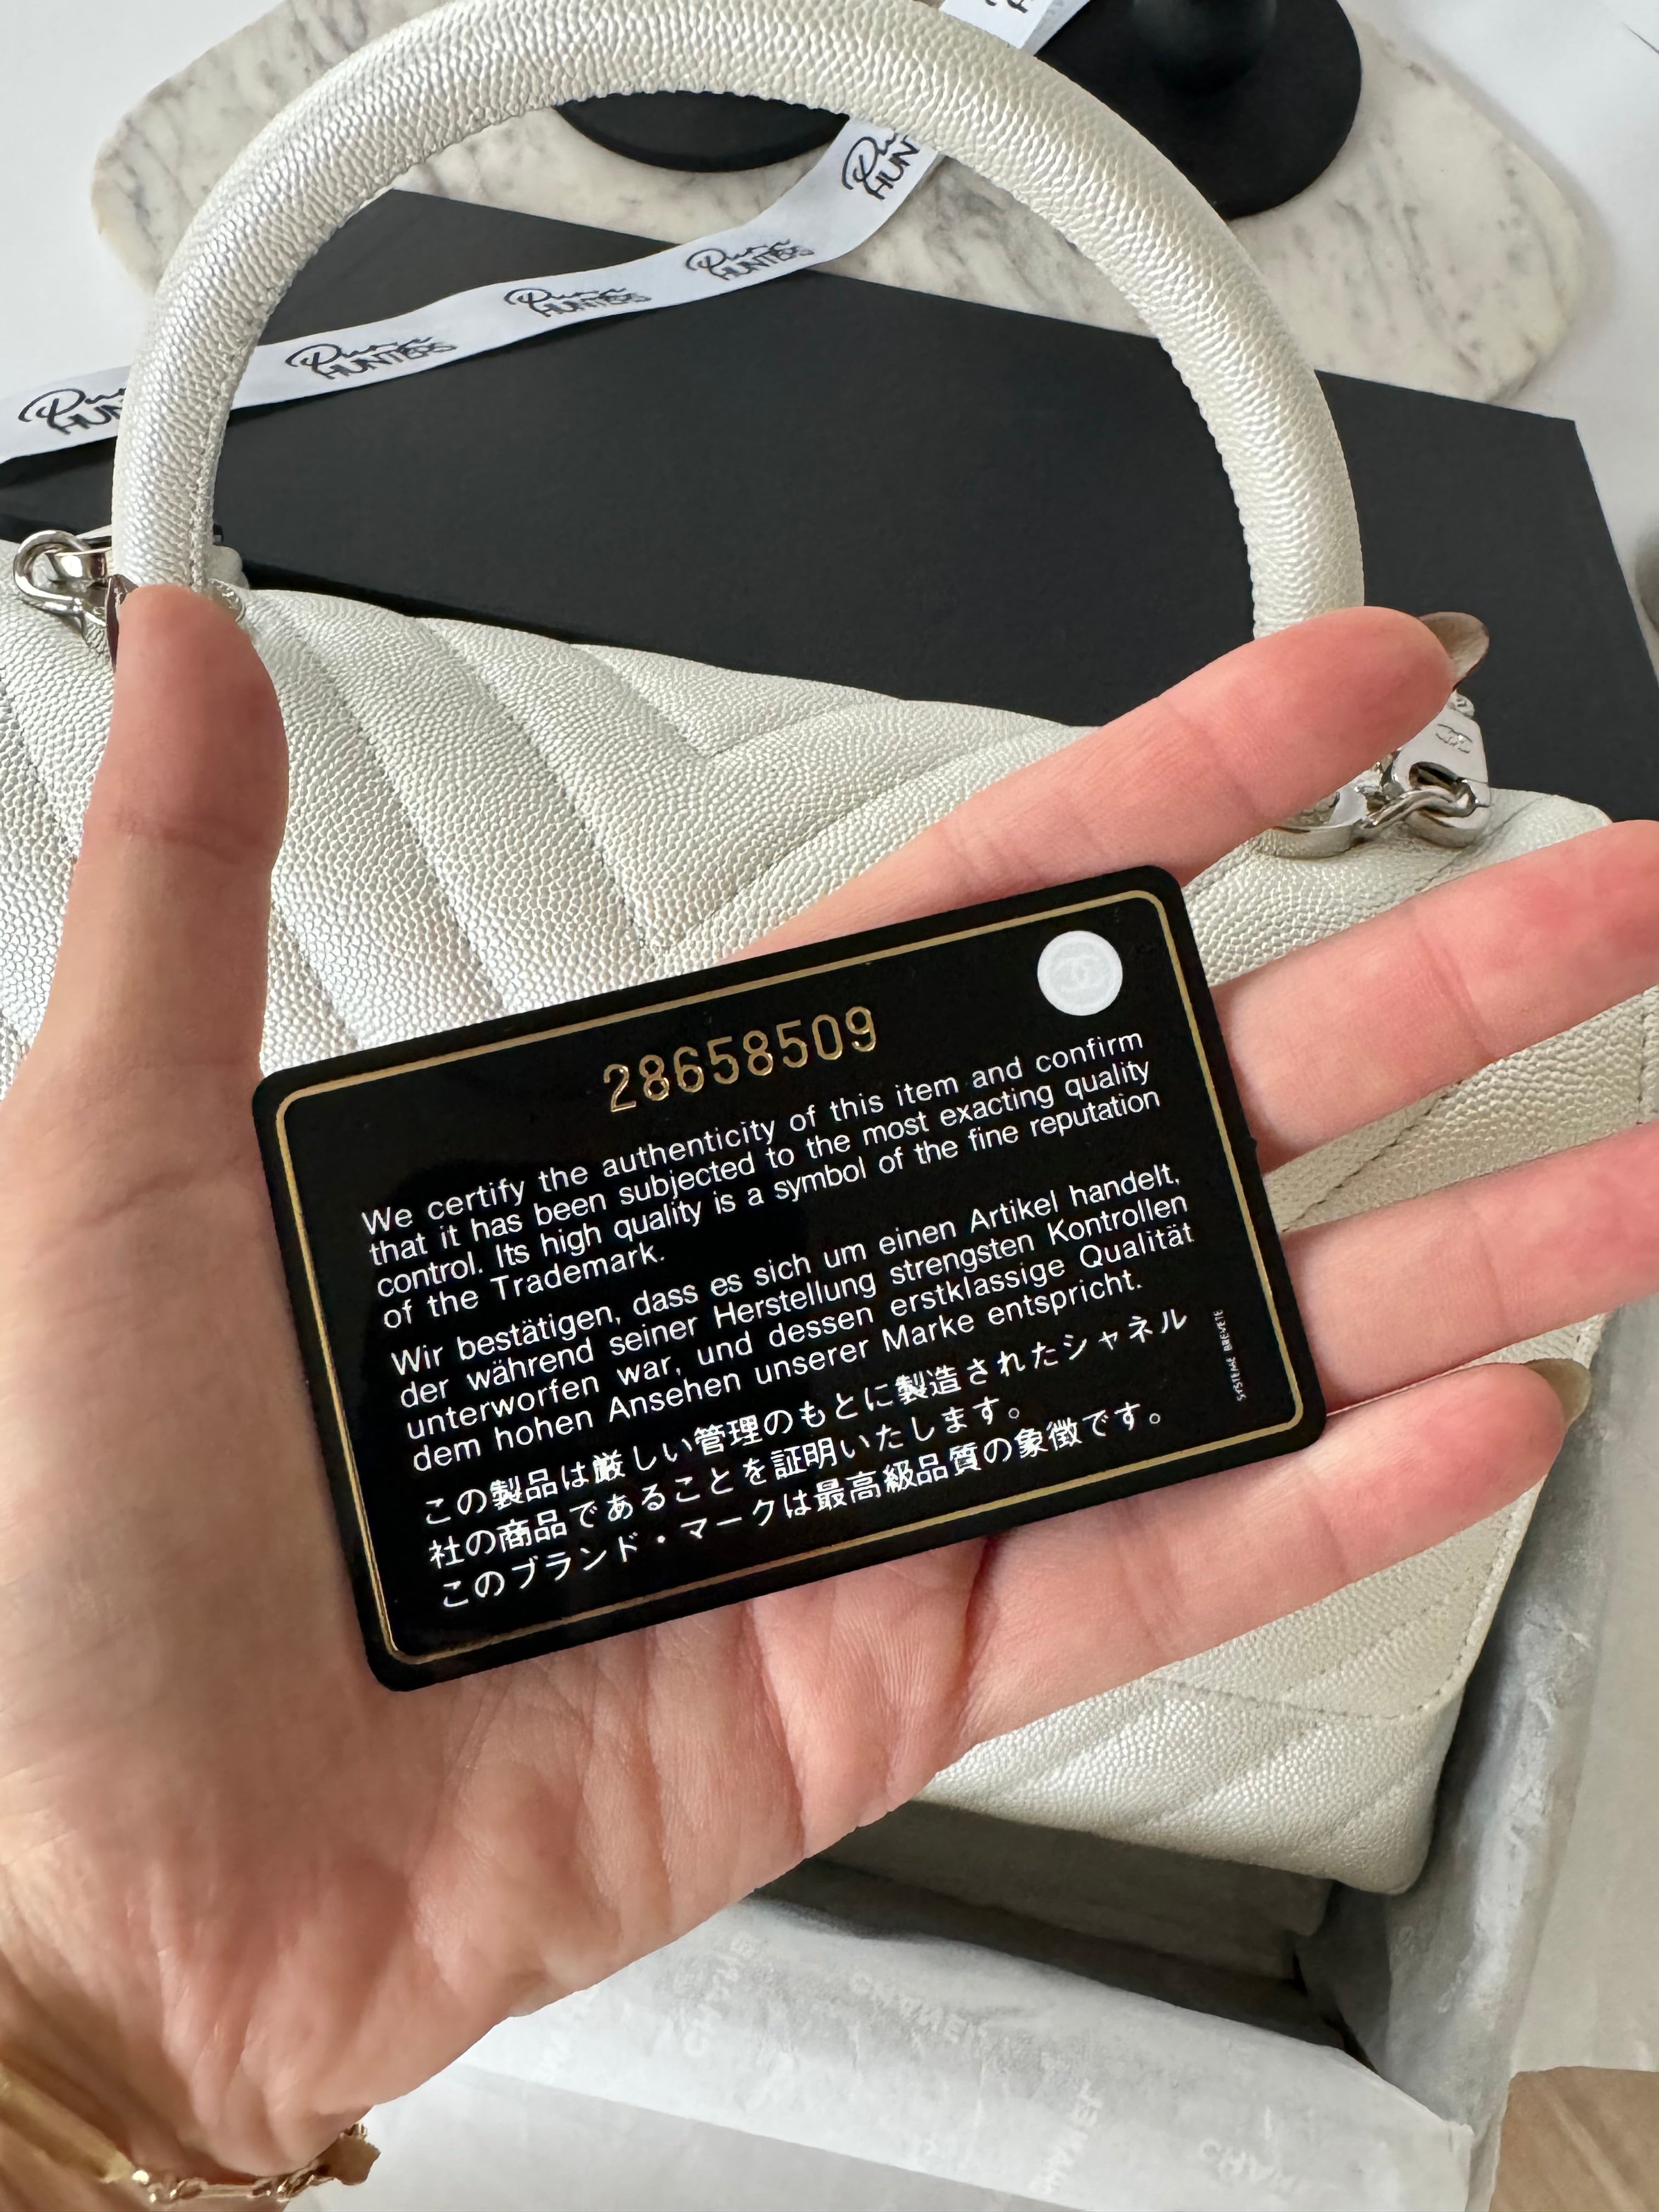 HUNTERS
HUNTERS
HUNTERS
28658509
We certify the authenticity of this item and confirm
that it has been subjected to the most exacting quality
control. Its high quality is a symbol of the fine reputation
of the Trademark.
Wir bestätigen, dass es sich um einen Artikel handelt,
der während seiner Herstellung strengsten Kontrollen
unterworfen war, und dessen erstklassige Qualität
dem hohen Ansehen unserer Marke entspricht.
この製品は厳しい管理のもとに製造されたシャネル
社の商品であることを証明いたします。
このブランド・マークは最高級品質の象徴です。
SYSTEME BREVETE
CHANEL
CHANEL
CHANEL